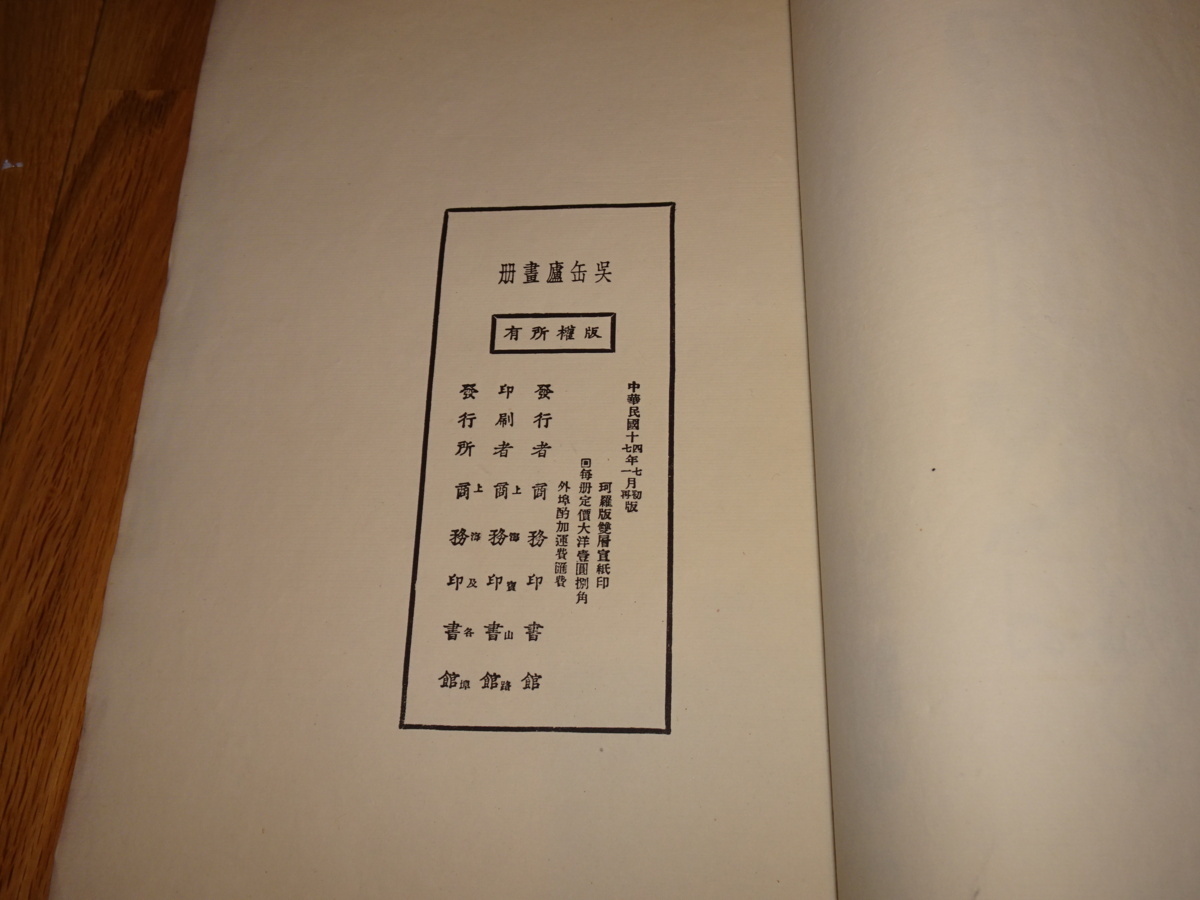 吳缶廬畫册
版權所有
中華民國十四年七月初版
十七年一月再版
珂羅版雙層宣紙印
回每册定價大洋壹圓捌角
外埠酌加運費匯費
發行者 商務印書館
印刷者 上海寶山路 商務印書館
發行所 上海及各埠 商務印書館